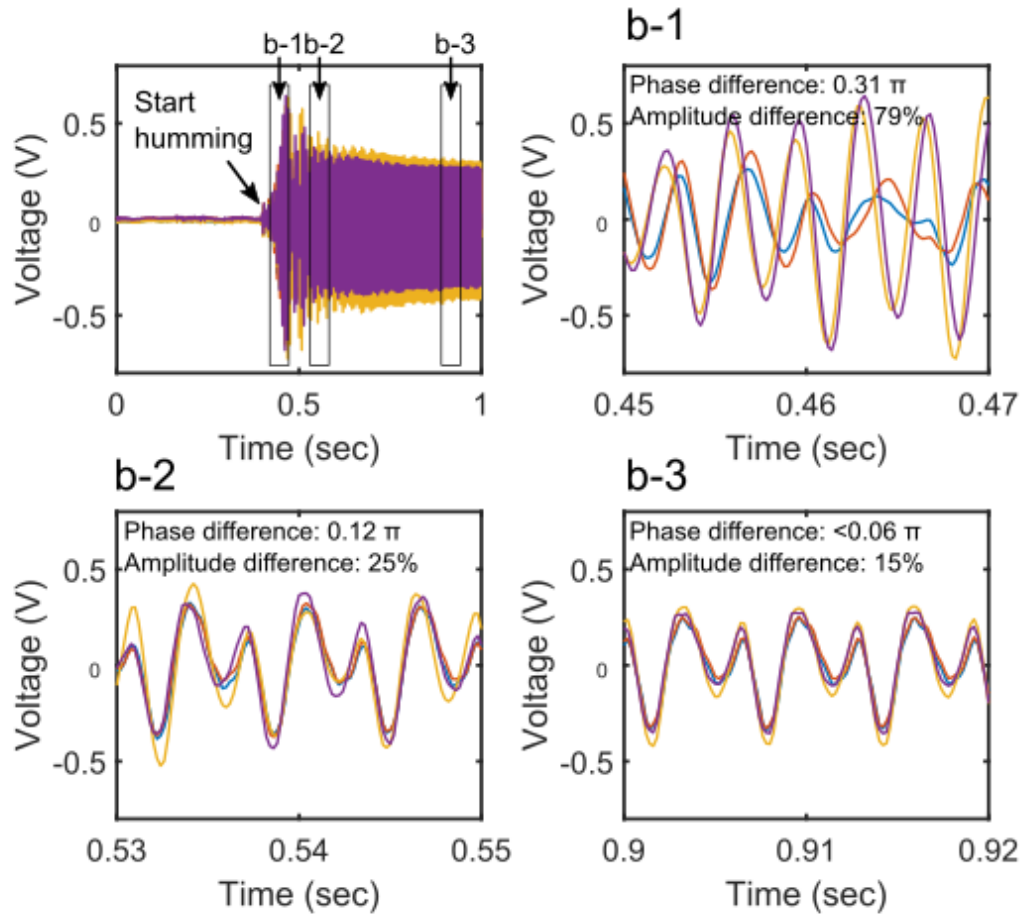 b-1 b-2
b-3
Start
humming
0.5
0
-0.5
Voltage (V)
0
0.5
1
Time (sec)
b-1
Phase difference: 0.31 π
Amplitude difference: 79%
0.5
0
-0.5
Voltage (V)
0.45
0.46
0.47
Time (sec)
b-2
Phase difference: 0.12 π
Amplitude difference: 25%
0.5
0
-0.5
Voltage (V)
0.53
0.54
0.55
Time (sec)
b-3
Phase difference: <0.06 π
Amplitude difference: 15%
0.5
0
-0.5
Voltage (V)
0.9
0.91
0.92
Time (sec)